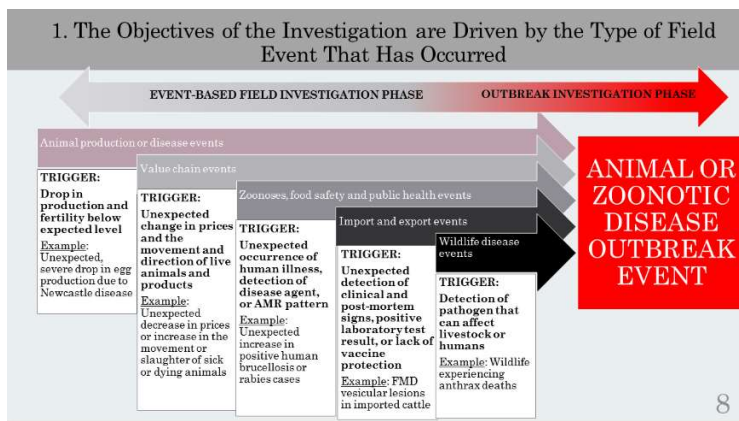 1. The Objectives of the Investigation are Driven by the Type of Field
Event That Has Occurred
EVENT-BASED FIELD INVESTIGATION PHASE
OUTBREAK INVESTIGATION PHASE
Animal production or disease events
TRIGGER:
Drop in
production and
fertility below
expected level
Example:
Unexpected,
severe drop in egg
production due to
Newcastle disease
Value chain events
TRIGGER:
Unexpected
change in prices
and the
movement and
direction of live
animals and
products
Example:
Unexpected
decrease in prices
or increase in the
movement or
slaughter of sick
or dying animals
Zoonoses, food safety and public health events
TRIGGER:
Unexpected
occurrence of
human illness,
detection of
disease agent,
or AMR pattern
Example:
Unexpected
increase in
positive human
brucellosis or
rabies cases
Import and export events
TRIGGER:
Unexpected
detection of
clinical and
post-mortem
signs, positive
laboratory test
result, or lack of
vaccine
protection
Example: FMD
vesicular lesions
in imported cattle
Wildlife disease
events
TRIGGER:
Detection of
pathogen that
can affect
livestock or
humans
Example: Wildlife
experiencing
anthrax deaths
ANIMAL OR
ZOONOTIC
DISEASE
OUTBREAK
EVENT
8